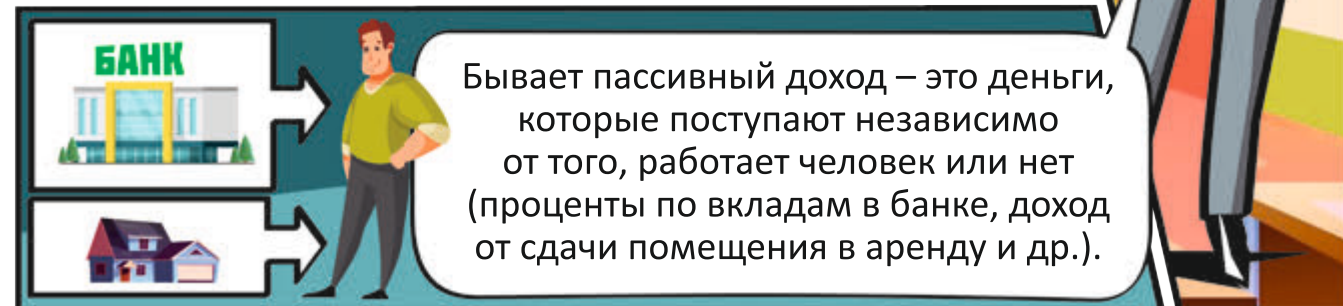 БАНК
Бывает пассивный доход – это деньги,
которые поступают независимо
от того, работает человек или нет
(проценты по вкладам в банке, доход
от сдачи помещения в аренду и др.).